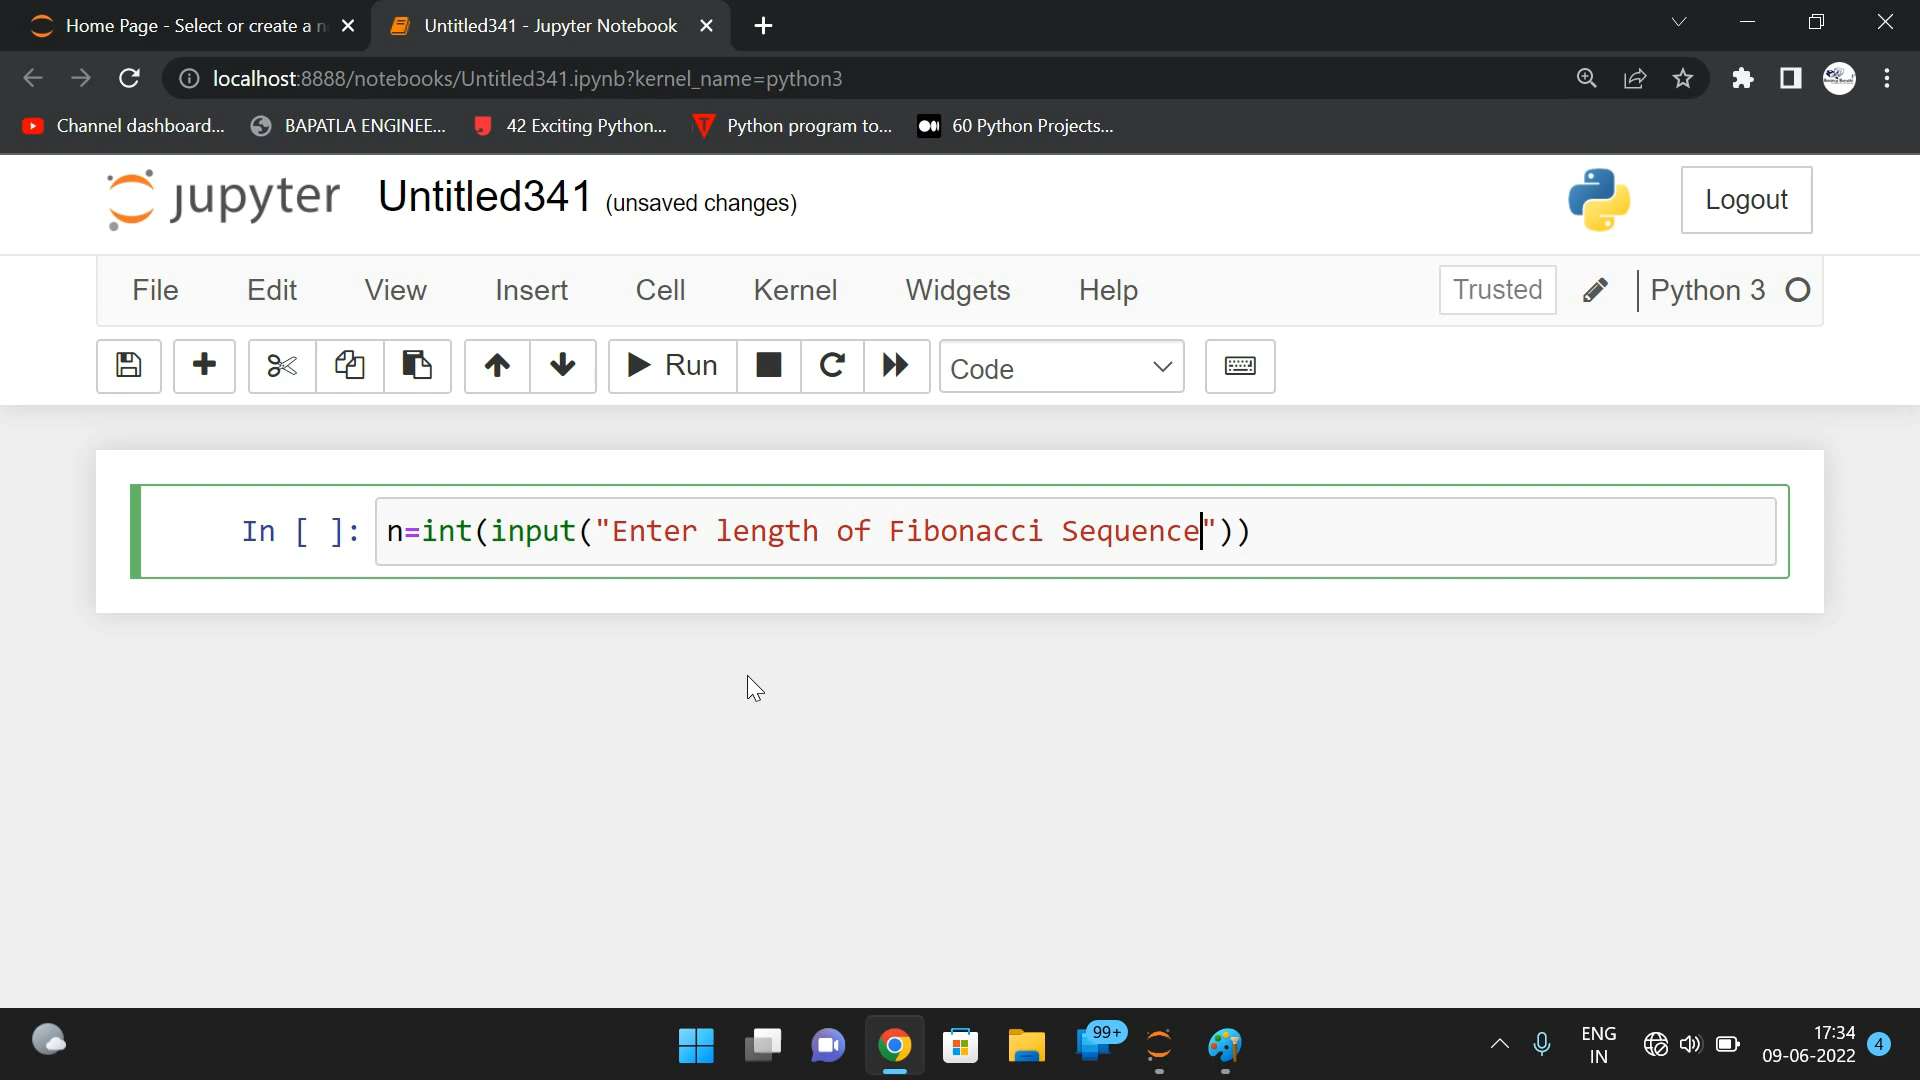 Home Page - Select or create a n
Untitled341 - Jupyter Notebook
localhost:8888/notebooks/Untitled341.ipynb?kernel_name=python3
Channel dashboard... BAPATLA ENGINEE... 42 Exciting Python... Python program to... 60 Python Projects...
jupyter Untitled341 (unsaved changes) Logout
File Edit View Insert Cell Kernel Widgets Help Trusted Python 3
Run Code
In [ ]: n=int(input("Enter length of Fibonacci Sequence"))
99+ ENG 17:34
IN 09-06-2022 4